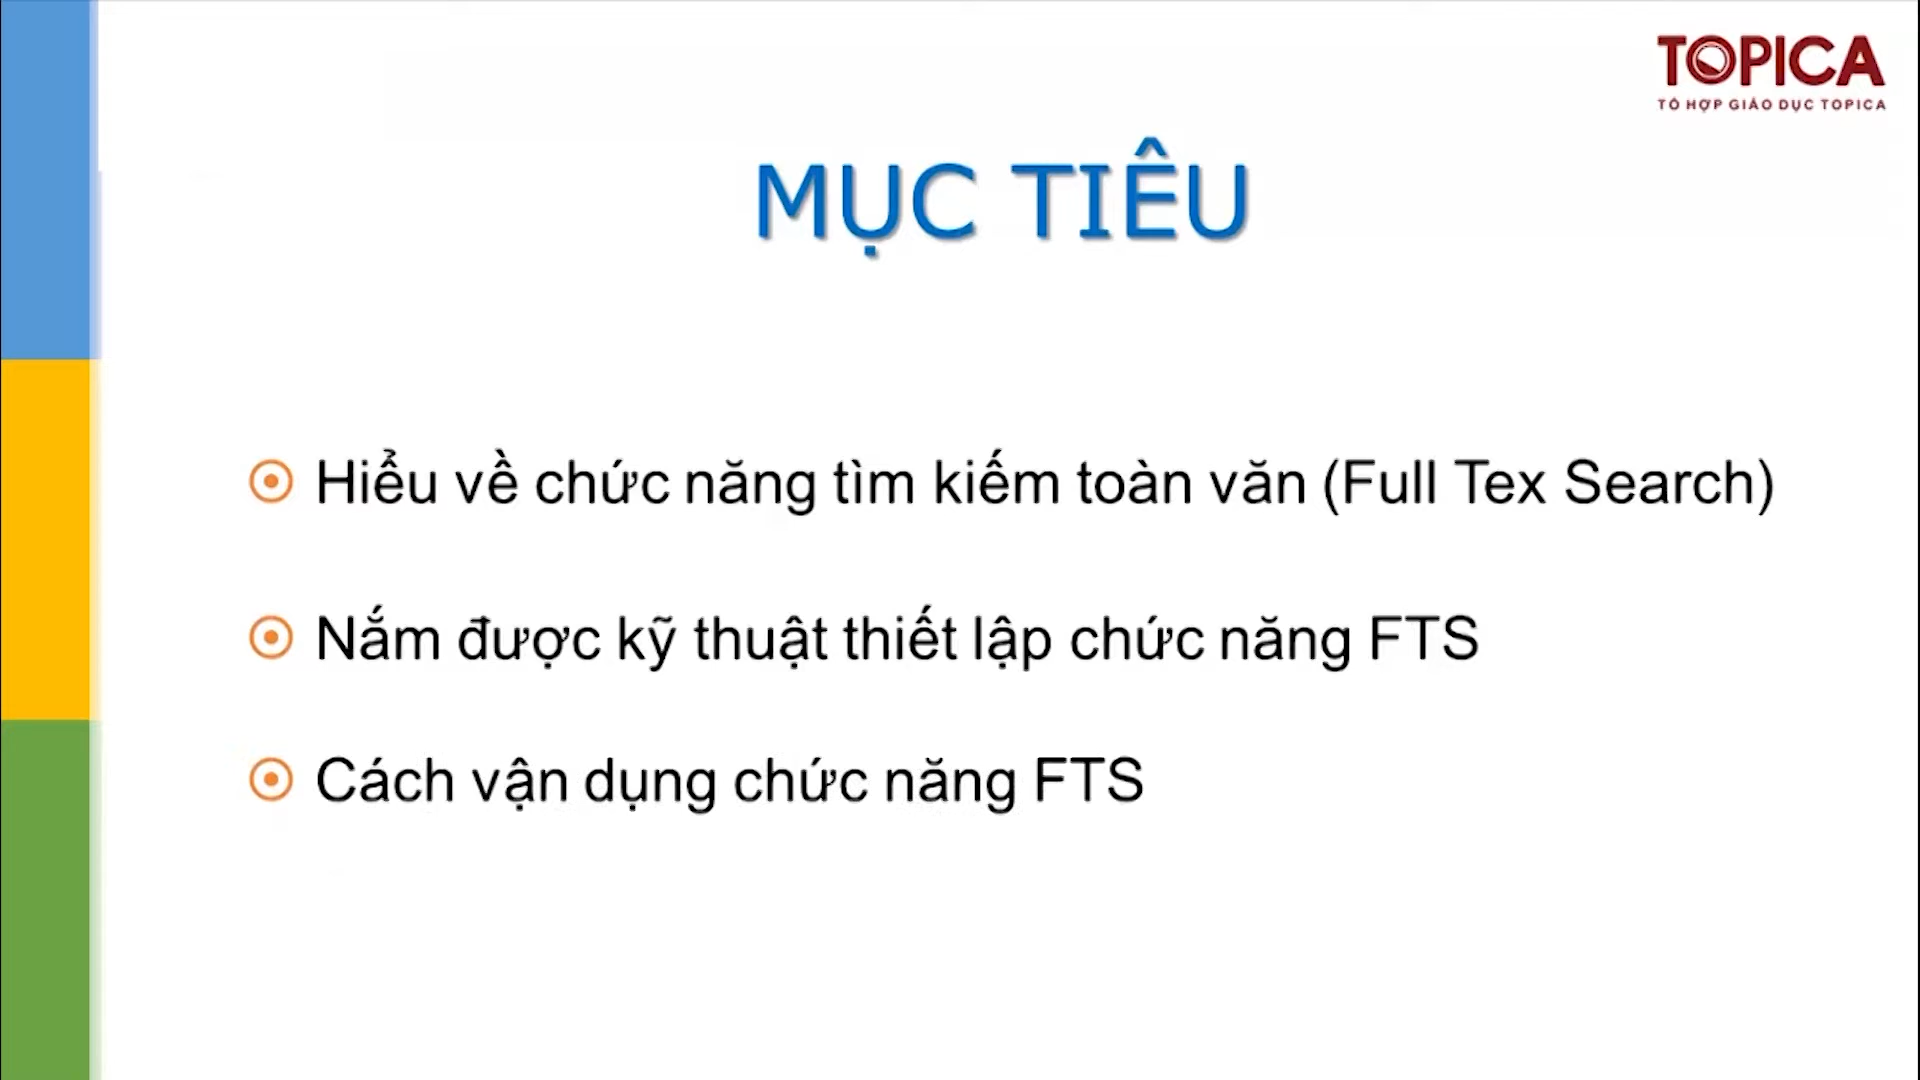 TOPICA
TỔ HỢP GIÁO DỤC TOPICA
MỤC TIÊU
Hiểu về chức năng tìm kiếm toàn văn (Full Tex Search)
Nắm được kỹ thuật thiết lập chức năng FTS
Cách vận dụng chức năng FTS